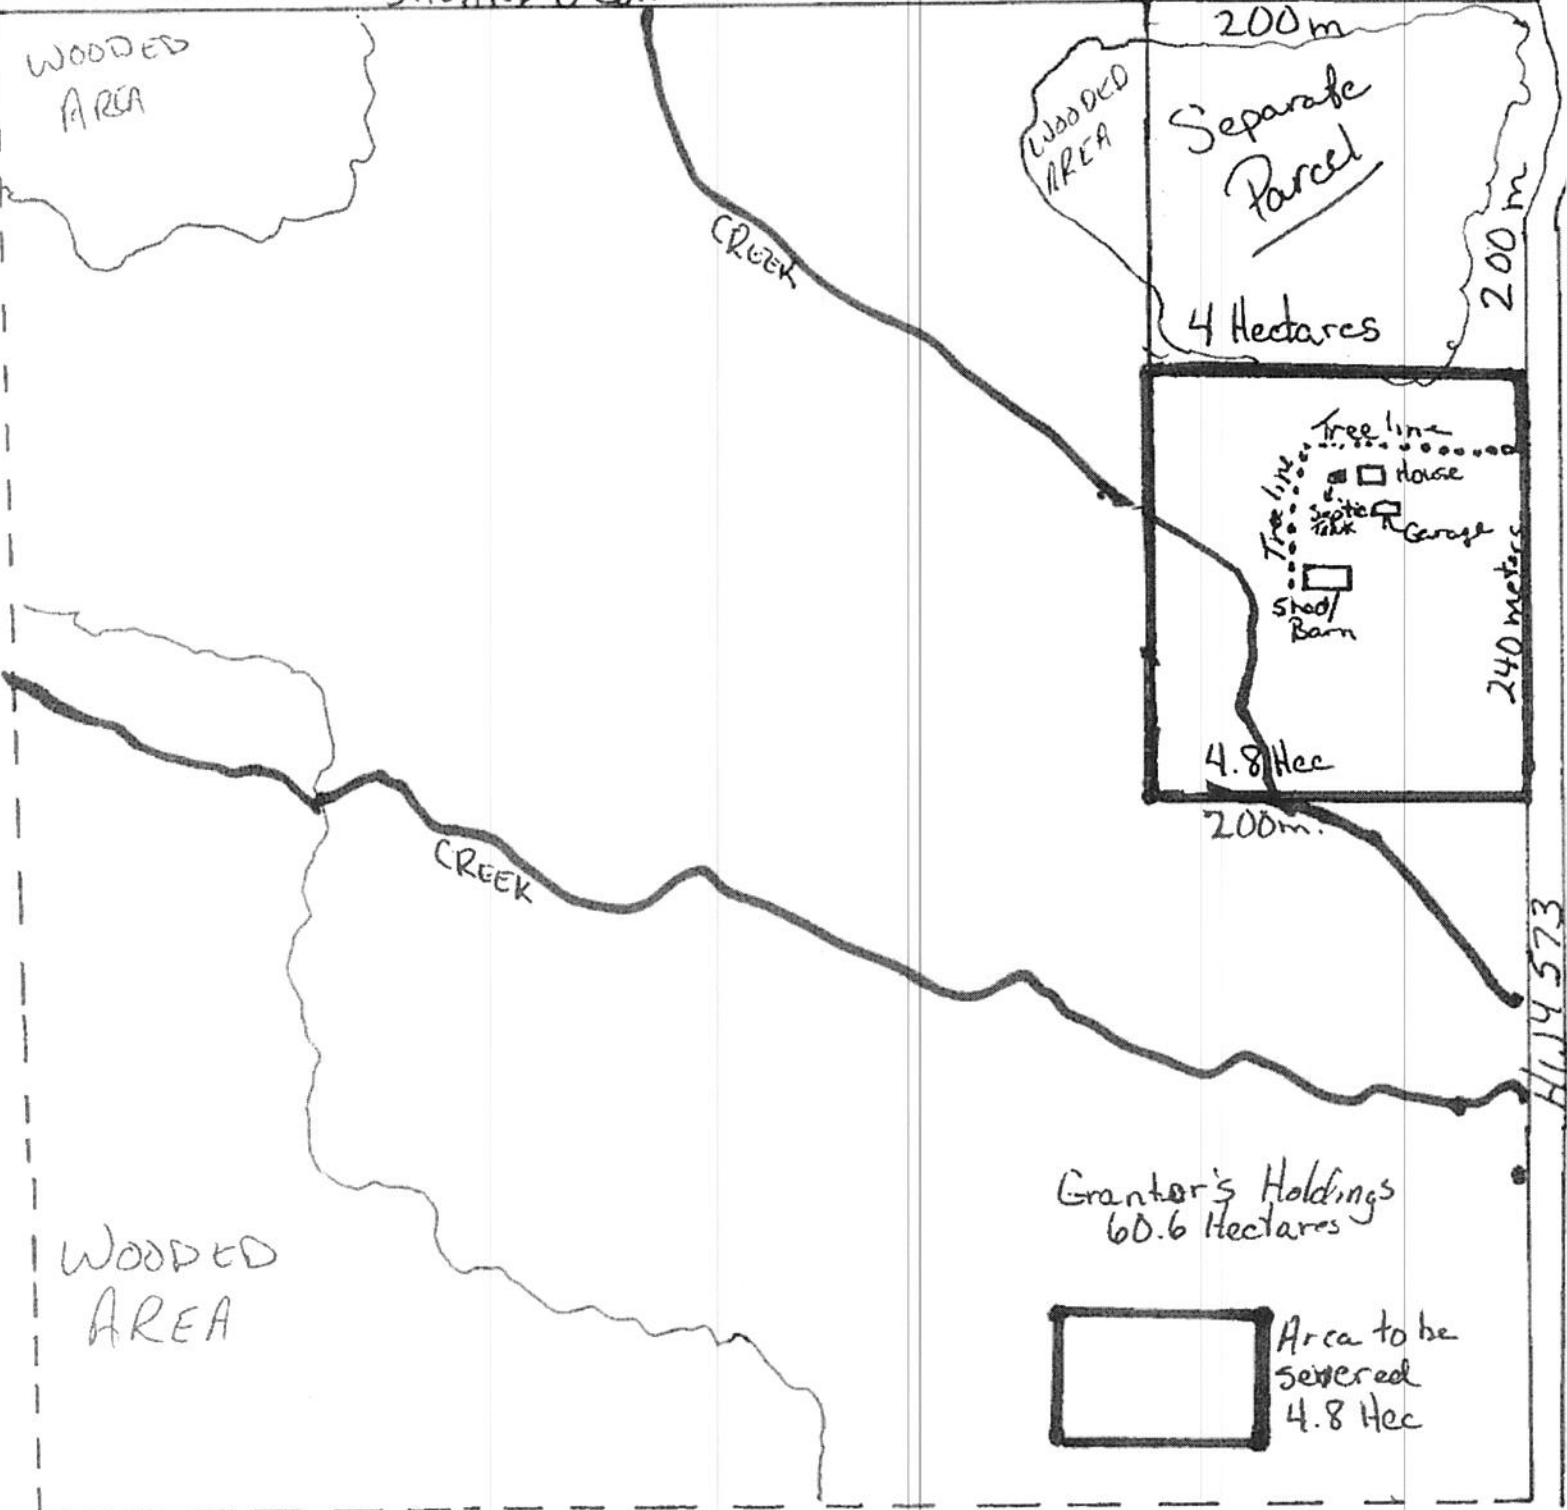 WOODED
AREA
200m
WOODED
AREA
Separate
Parcel
200m
CREEK
4 Hectares
Tree line
Tree line
House
Septic
TANK
Garage
Shed/
Barn
240 meters
4.8 Hec
200m.
CREEK
HWY 573
Grantor's Holdings
60.6 Hectares
WOODED
AREA
Area to be
severed
4.8 Hec